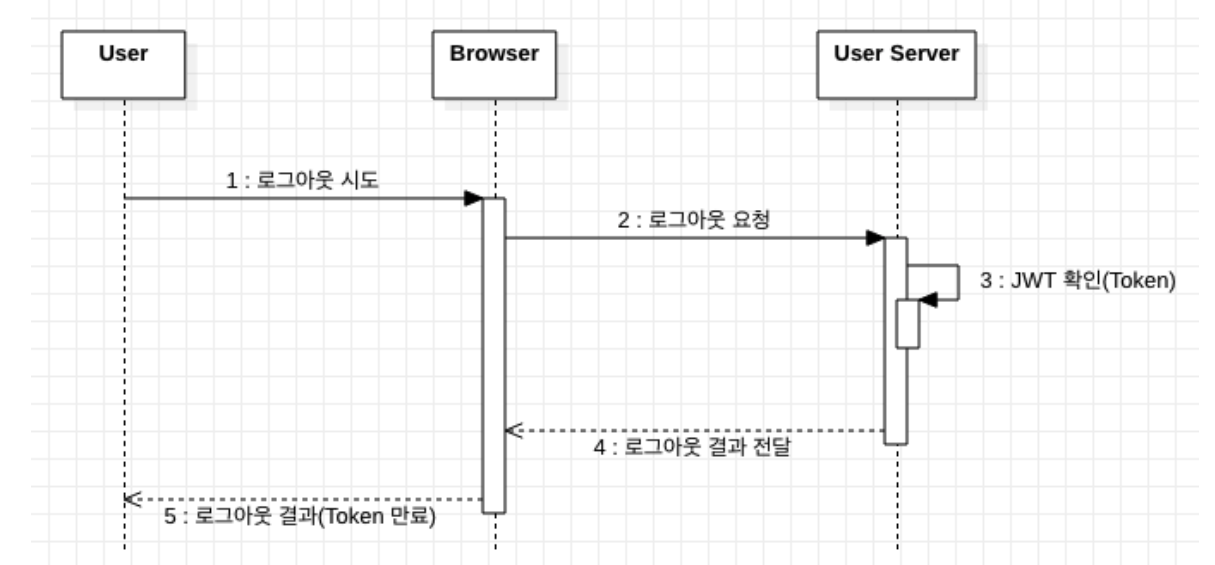 User
Browser
User Server
1 : 로그아웃 시도
2 : 로그아웃 요청
3 : JWT 확인(Token)
4 : 로그아웃 결과 전달
5 : 로그아웃 결과(Token 만료)